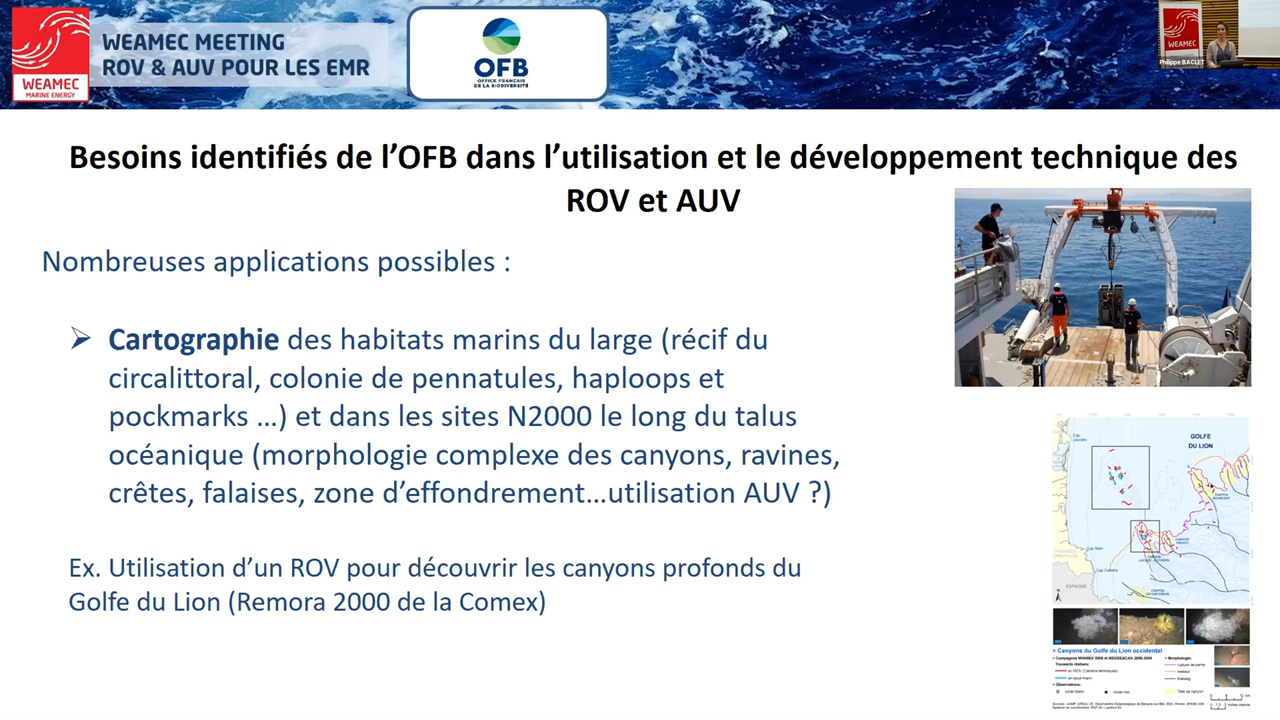 WEAMEC
MARINE ENERGY
WEAMEC MEETING
ROV & AUV POUR LES EMR
OFB
OFFICE FRANÇAIS
DE LA BIODIVERSITÉ
WEAMEC
Philippe BACLET
Besoins identifiés de l’OFB dans l’utilisation et le développement technique des
ROV et AUV
Nombreuses applications possibles :
➢ Cartographie des habitats marins du large (récif du
circalittoral, colonie de pennatules, haploops et
pockmarks …) et dans les sites N2000 le long du talus
océanique (morphologie complexe des canyons, ravines,
crêtes, falaises, zone d’effondrement…utilisation AUV ?)
Ex. Utilisation d’un ROV pour découvrir les canyons profonds du
Golfe du Lion (Remora 2000 de la Comex)
GOLFE
DU LION
ESPAGNE
> Canyons du Golfe du Lion occidental